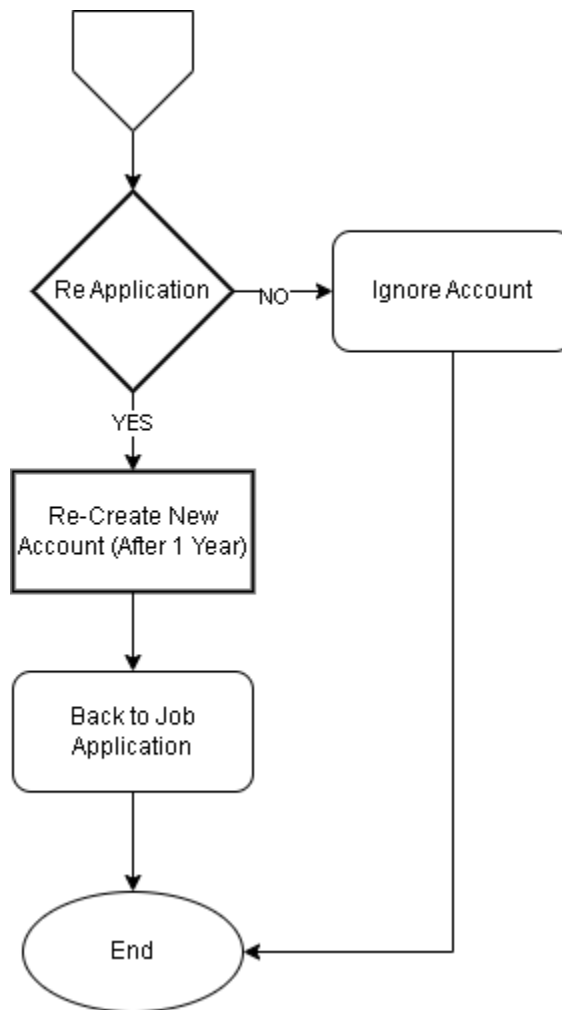 Re Application
NO
Ignore Account
YES
Re-Create New
Account (After 1 Year)
Back to Job
Application
End